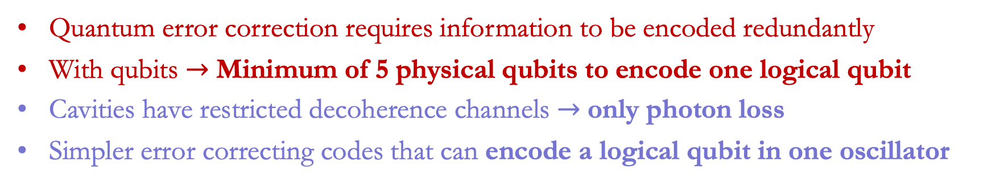 • Quantum error correction requires information to be encoded redundantly
• With qubits → Minimum of 5 physical qubits to encode one logical qubit
• Cavities have restricted decoherence channels → only photon loss
• Simpler error correcting codes that can encode a logical qubit in one oscillator